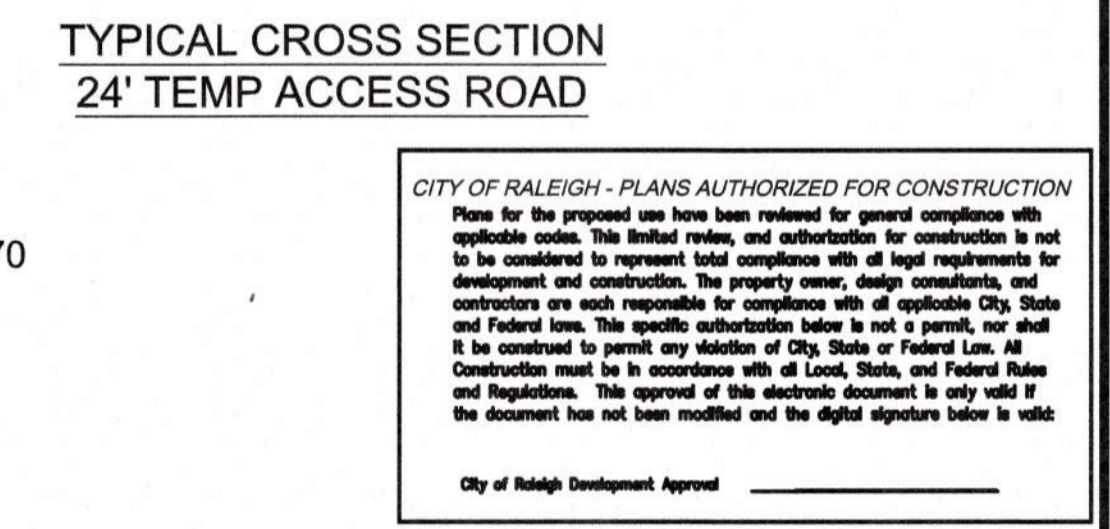 TYPICAL CROSS SECTION
24' TEMP ACCESS ROAD
70
CITY OF RALEIGH - PLANS AUTHORIZED FOR CONSTRUCTION
Plans for the proposed use have been reviewed for general compliance with
applicable codes. This limited review, and authorization for construction is not
to be considered to represent total compliance with all legal requirements for
development and construction. The property owner, design consultants, and
contractors are each responsible for compliance with all applicable City, State
and Federal laws. This specific authorization below is not a permit, nor shall
it be construed to permit any violation of City, State or Federal Law. All
Construction must be in accordance with all Local, State, and Federal Rules
and Regulations. This approval of this electronic document is only valid if
the document has not been modified and the digital signature below is valid:
City of Raleigh Development Approval